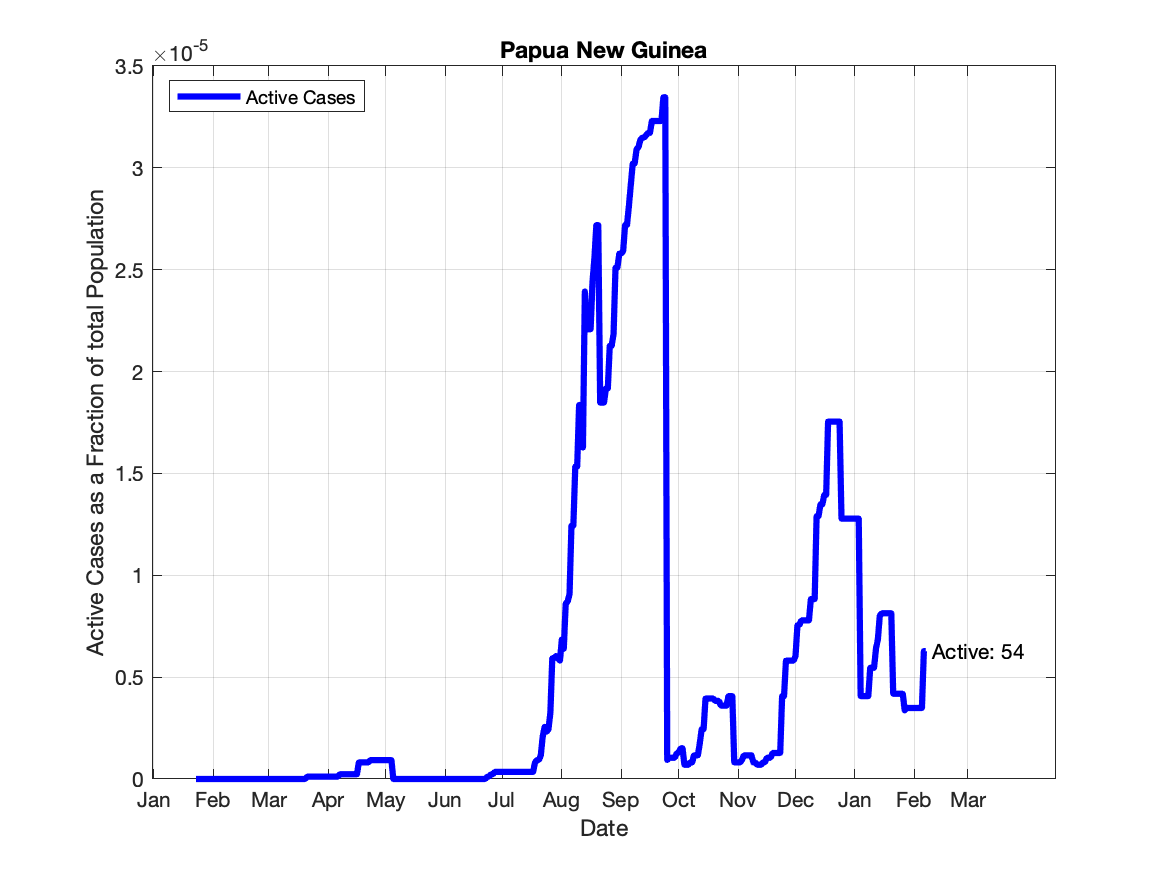 Papua New Guinea
×10-5
Active Cases
3.5
3
2.5
2
1.5
1
0.5
0
Active Cases as a Fraction of total Population
Active: 54
Jan Feb Mar Apr May Jun Jul Aug Sep Oct Nov Dec Jan Feb Mar
Date